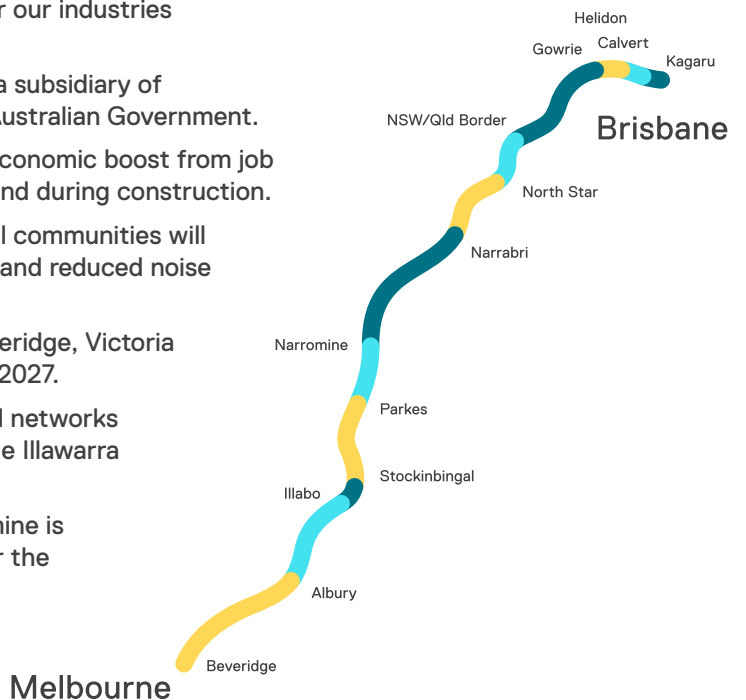 r our industries
a subsidiary of
ustralian Government.
conomic boost from job
nd during construction.
l communities will
and reduced noise
eridge, Victoria
2027.
l networks
e Illawarra
nine is
r the
Helidon
Calvert
Gowrie
Kagaru
Brisbane
NSW/Qld Border
North Star
Narrabri
Narromine
Parkes
Stockinbingal
Illabo
Albury
Beveridge
Melbourne